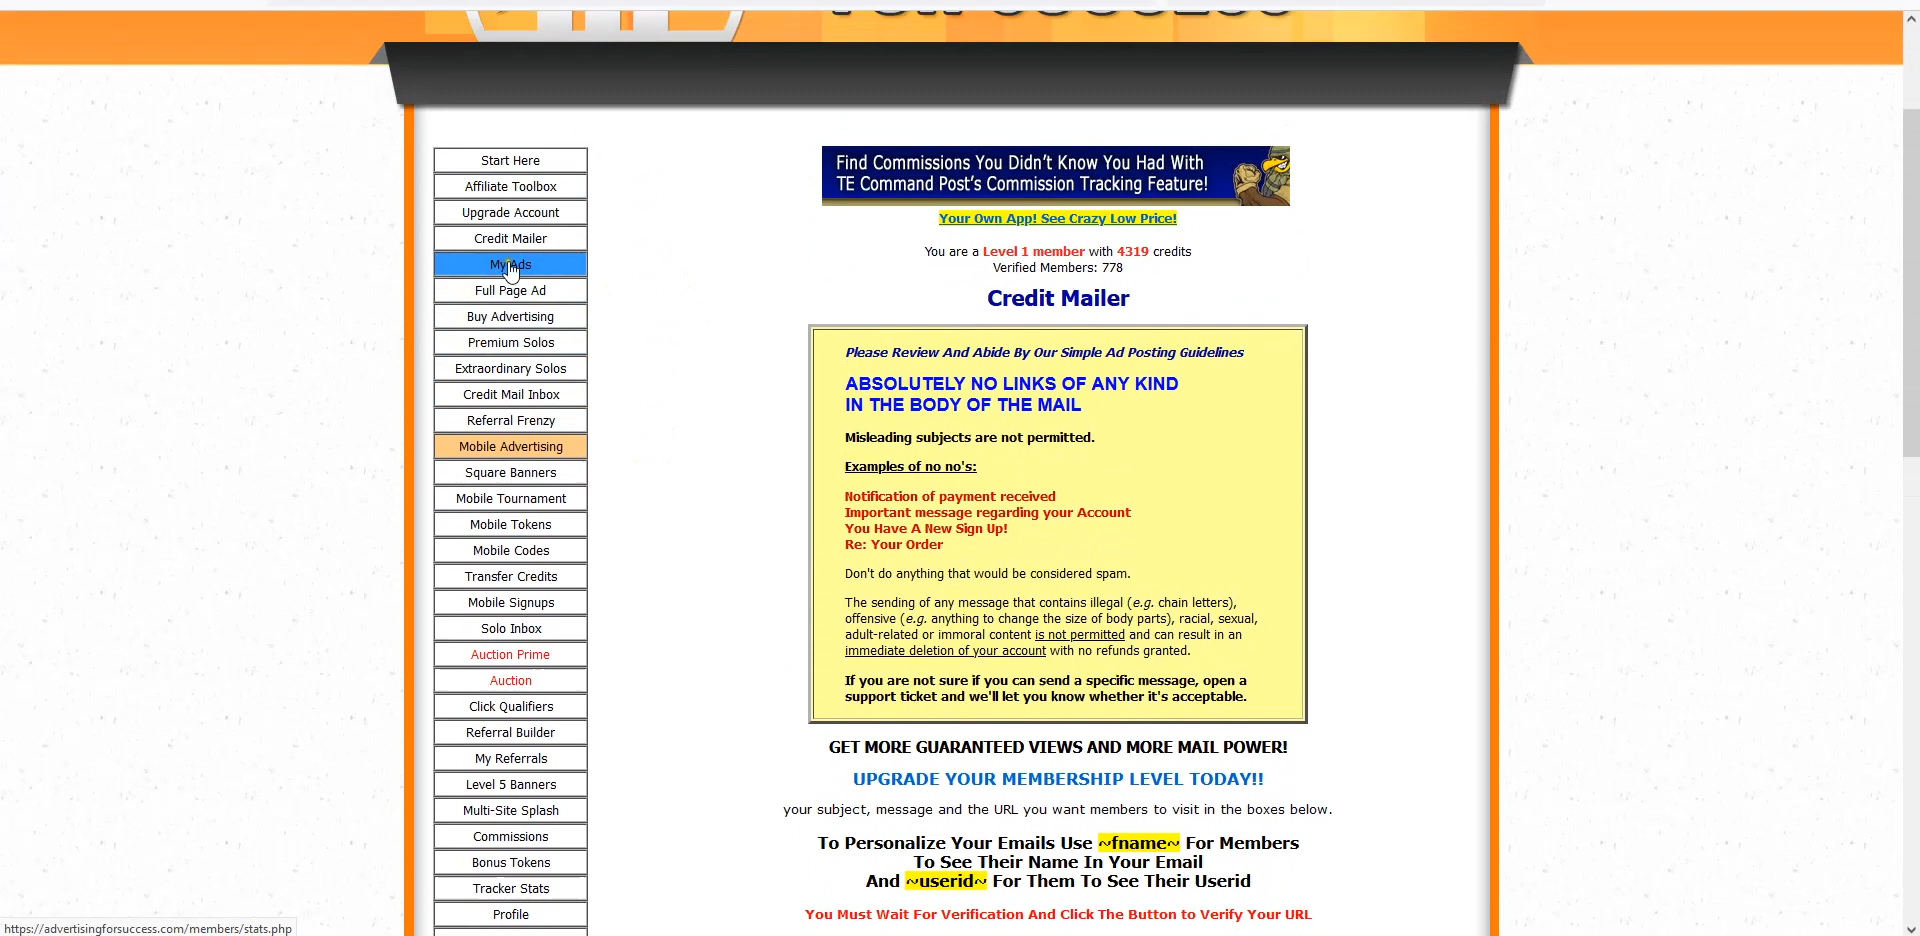 Start Here
Affiliate Toolbox
Upgrade Account
Credit Mailer
My Ads
Full Page Ad
Buy Advertising
Premium Solos
Extraordinary Solos
Credit Mail Inbox
Referral Frenzy
Mobile Advertising
Square Banners
Mobile Tournament
Mobile Tokens
Mobile Codes
Transfer Credits
Mobile Signups
Solo Inbox
Auction Prime
Auction
Click Qualifiers
Referral Builder
My Referrals
Level 5 Banners
Multi-Site Splash
Commissions
Bonus Tokens
Tracker Stats
Profile
Find Commissions You Didn't Know You Had With
TE Command Post's Commission Tracking Feature!
Your Own App! See Crazy Low Price!
You are a Level 1 member with 4319 credits
Verified Members: 778
Credit Mailer
Please Review And Abide By Our Simple Ad Posting Guidelines
ABSOLUTELY NO LINKS OF ANY KIND
IN THE BODY OF THE MAIL
Misleading subjects are not permitted.
Examples of no no's:
Notification of payment received
Important message regarding your Account
You Have A New Sign Up!
Re: Your Order
Don't do anything that would be considered spam.
The sending of any message that contains illegal (e.g. chain letters),
offensive (e.g. anything to change the size of body parts), racial, sexual,
adult-related or immoral content is not permitted and can result in an
immediate deletion of your account with no refunds granted.
If you are not sure if you can send a specific message, open a
support ticket and we'll let you know whether it's acceptable.
GET MORE GUARANTEED VIEWS AND MORE MAIL POWER!
UPGRADE YOUR MEMBERSHIP LEVEL TODAY!!
your subject, message and the URL you want members to visit in the boxes below.
To Personalize Your Emails Use ~fname~ For Members
To See Their Name In Your Email
And ~userid~ For Them To See Their Userid
You Must Wait For Verification And Click The Button to Verify Your URL
https://advertisingforsuccess.com/members/stats.php